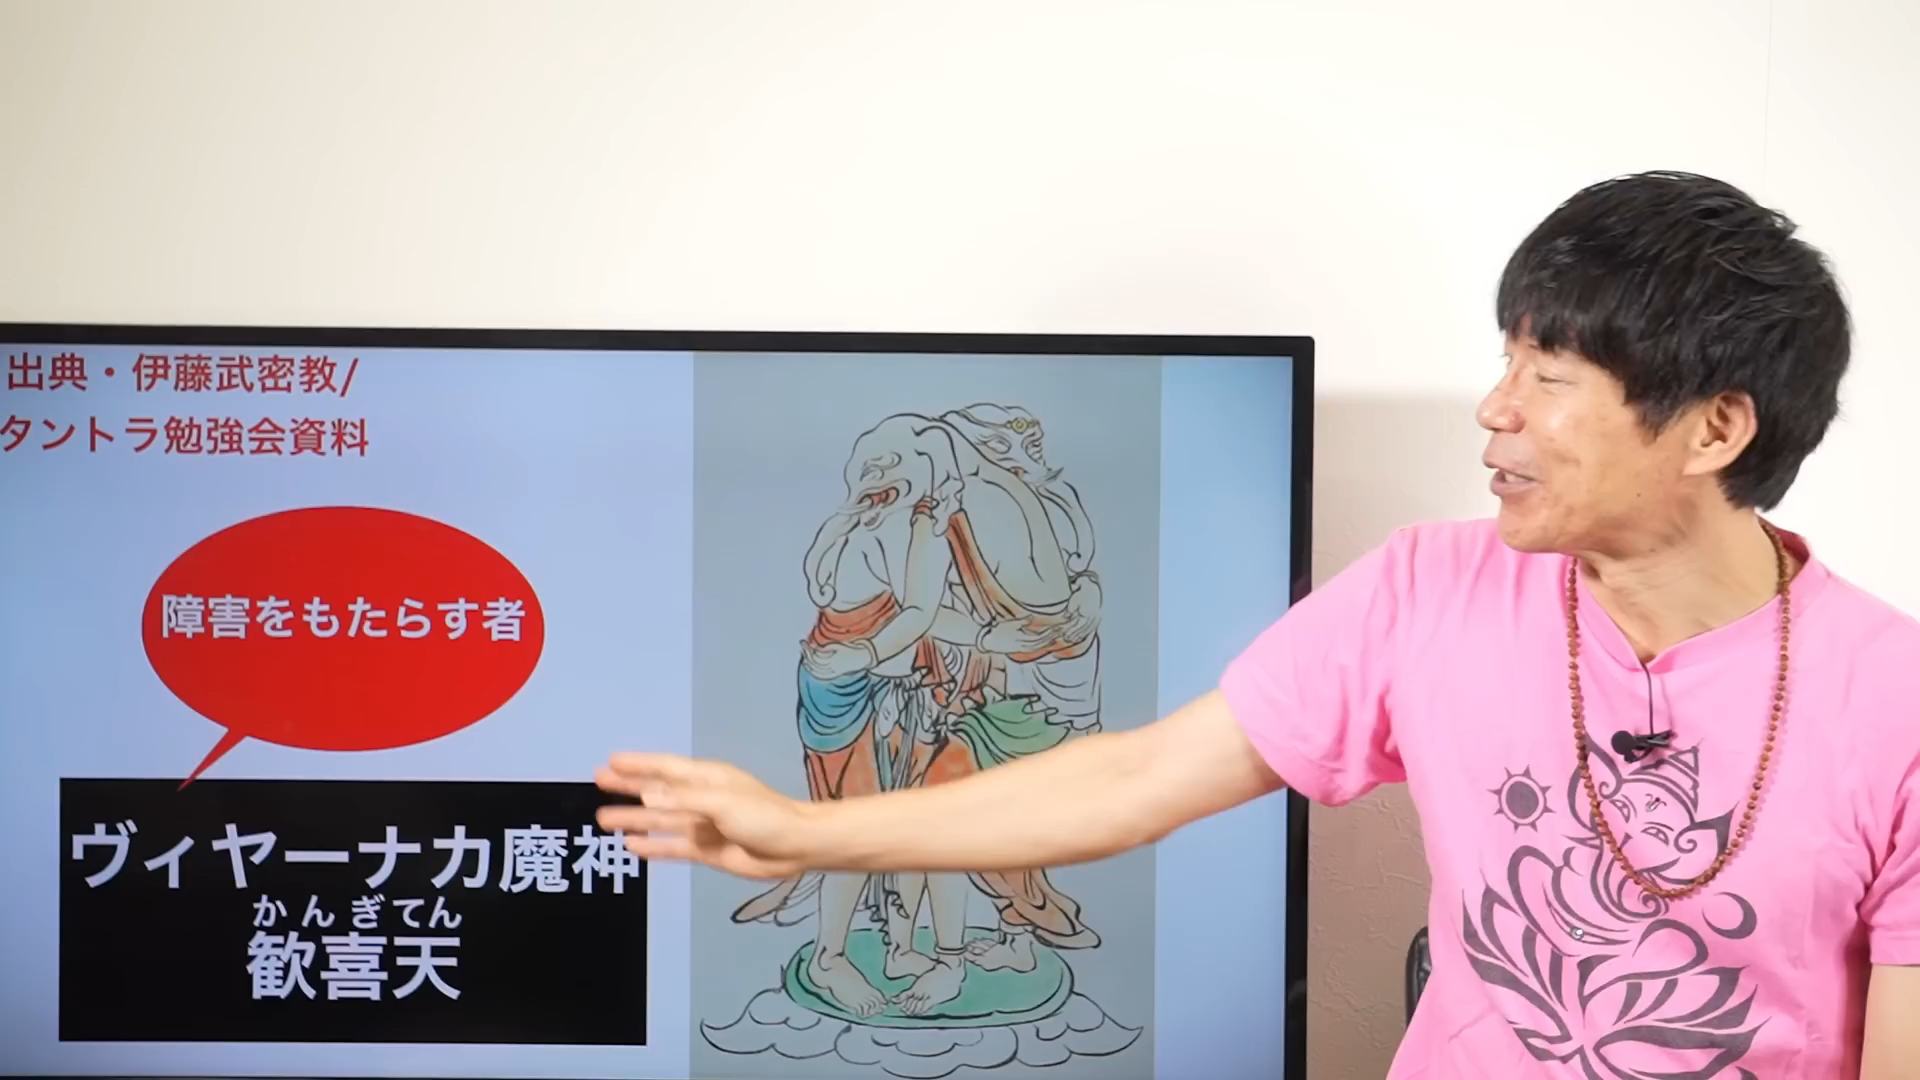 出典・伊藤武密教/
タントラ勉強会資料
障害をもたらす者
ヴィヤーナカ魔神
かんぎてん
歓喜天